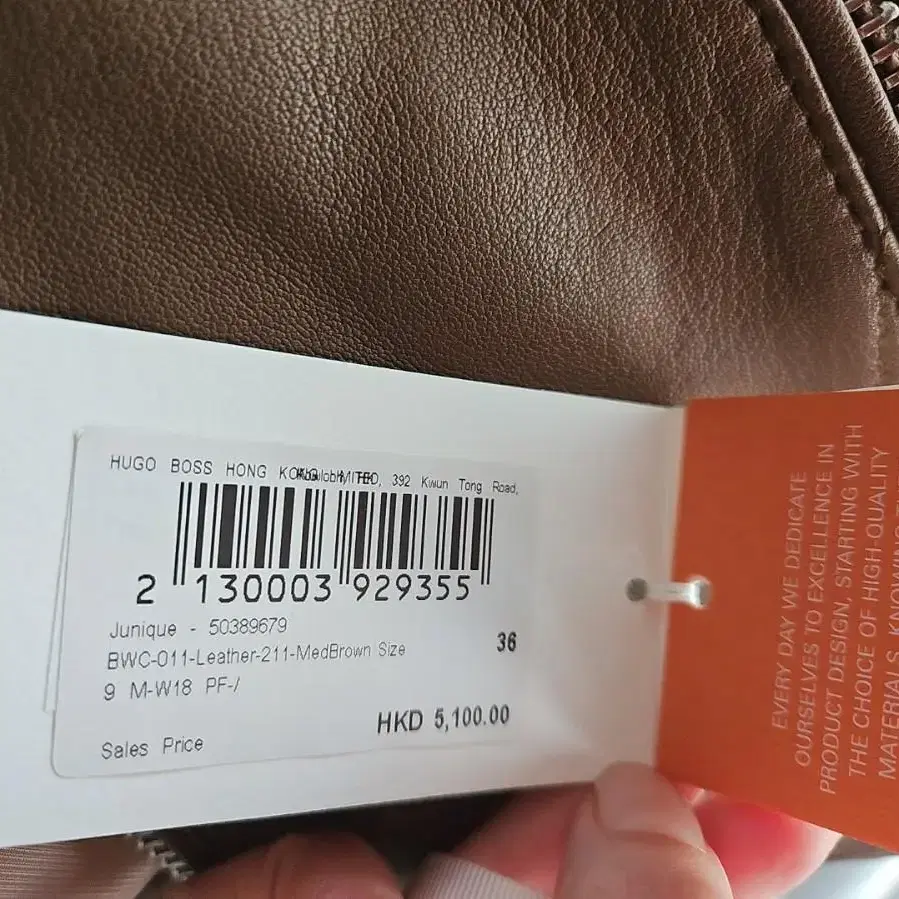 HUGO BOSS HONG KONG LIMITED, 392 Kwun Tong Road,
2 130003 929355
Junique - 50389679
BWC-011-Leather-211-MedBrown Size
36
9 M-W18 PF-/
HKD 5,100.00
Sales Price
EVERY DAY WE DEDICATE
OURSELVES TO EXCELLENCE IN
PRODUCT DESIGN, STARTING WITH
THE CHOICE OF HIGH-QUALITY
MATERIALS. KNOWING